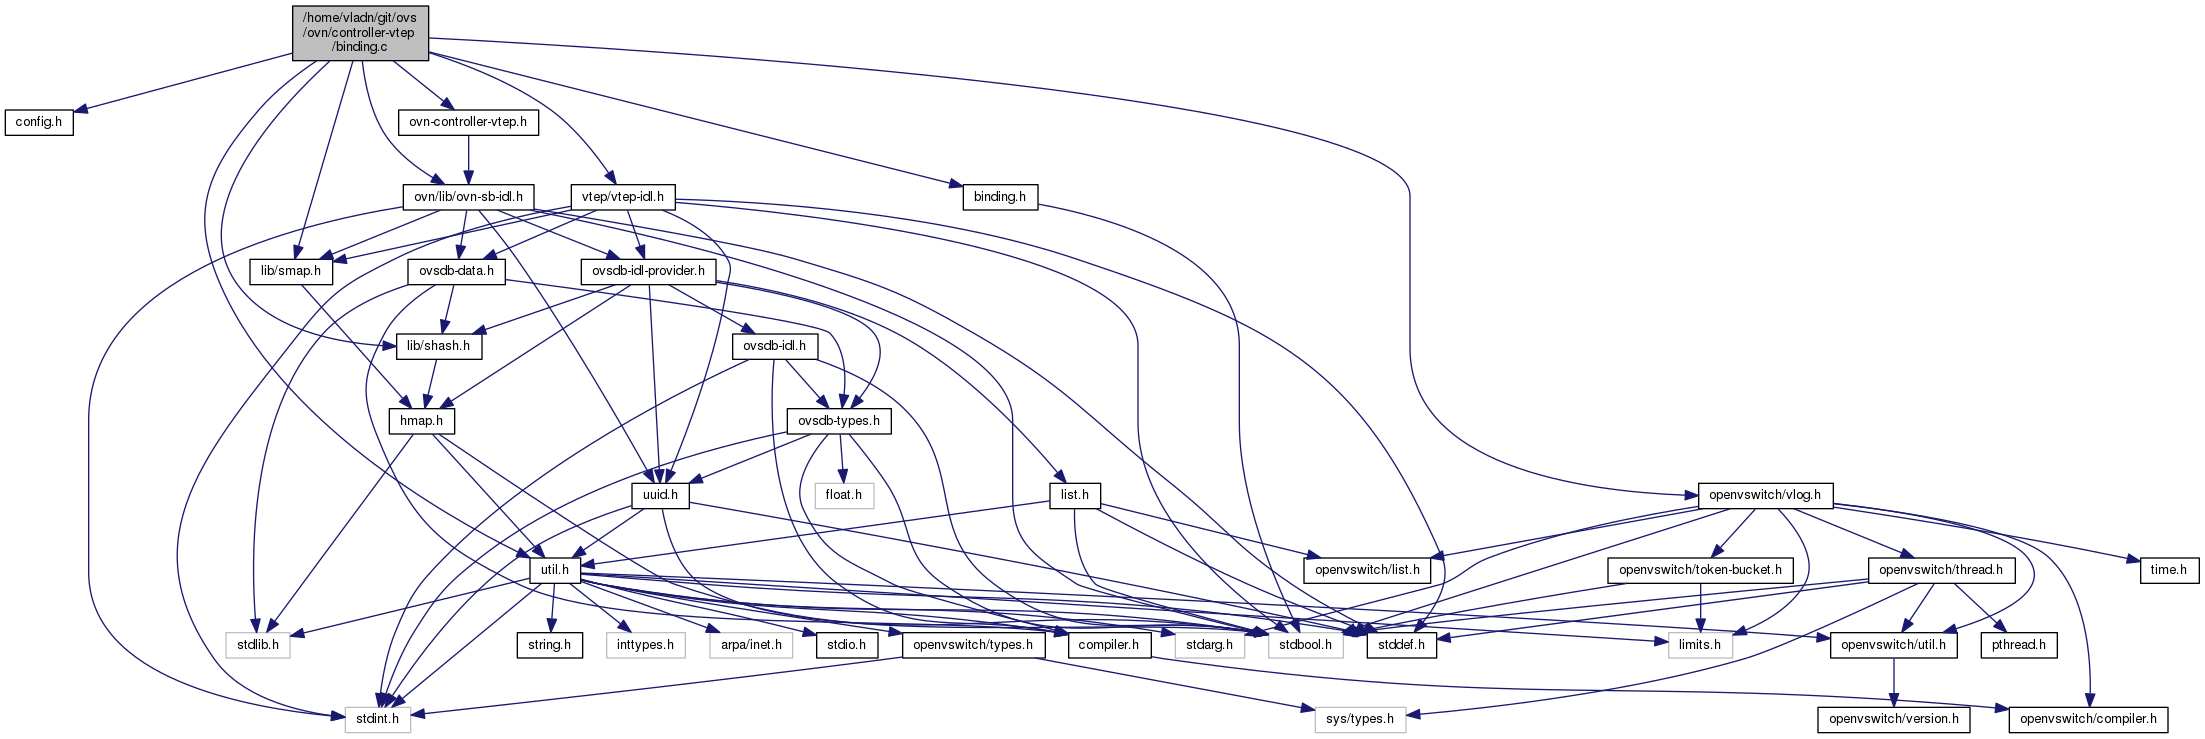 /home/vladn/git/ovs
/ovn/controller-vtep
/binding.c
config.h
ovn-controller-vtep.h
ovn/lib/ovn-sb-idl.h
vtep/vtep-idl.h
binding.h
lib/smap.h
ovsdb-data.h
ovsdb-idl-provider.h
lib/shash.h
ovsdb-idl.h
hmap.h
ovsdb-types.h
uuid.h
float.h
list.h
openvswitch/vlog.h
util.h
openvswitch/list.h
openvswitch/token-bucket.h
openvswitch/thread.h
time.h
stdlib.h
string.h
inttypes.h
arpa/inet.h
stdio.h
openvswitch/types.h
compiler.h
stdarg.h
stdbool.h
stddef.h
limits.h
openvswitch/util.h
pthread.h
stdint.h
sys/types.h
openvswitch/version.h
openvswitch/compiler.h